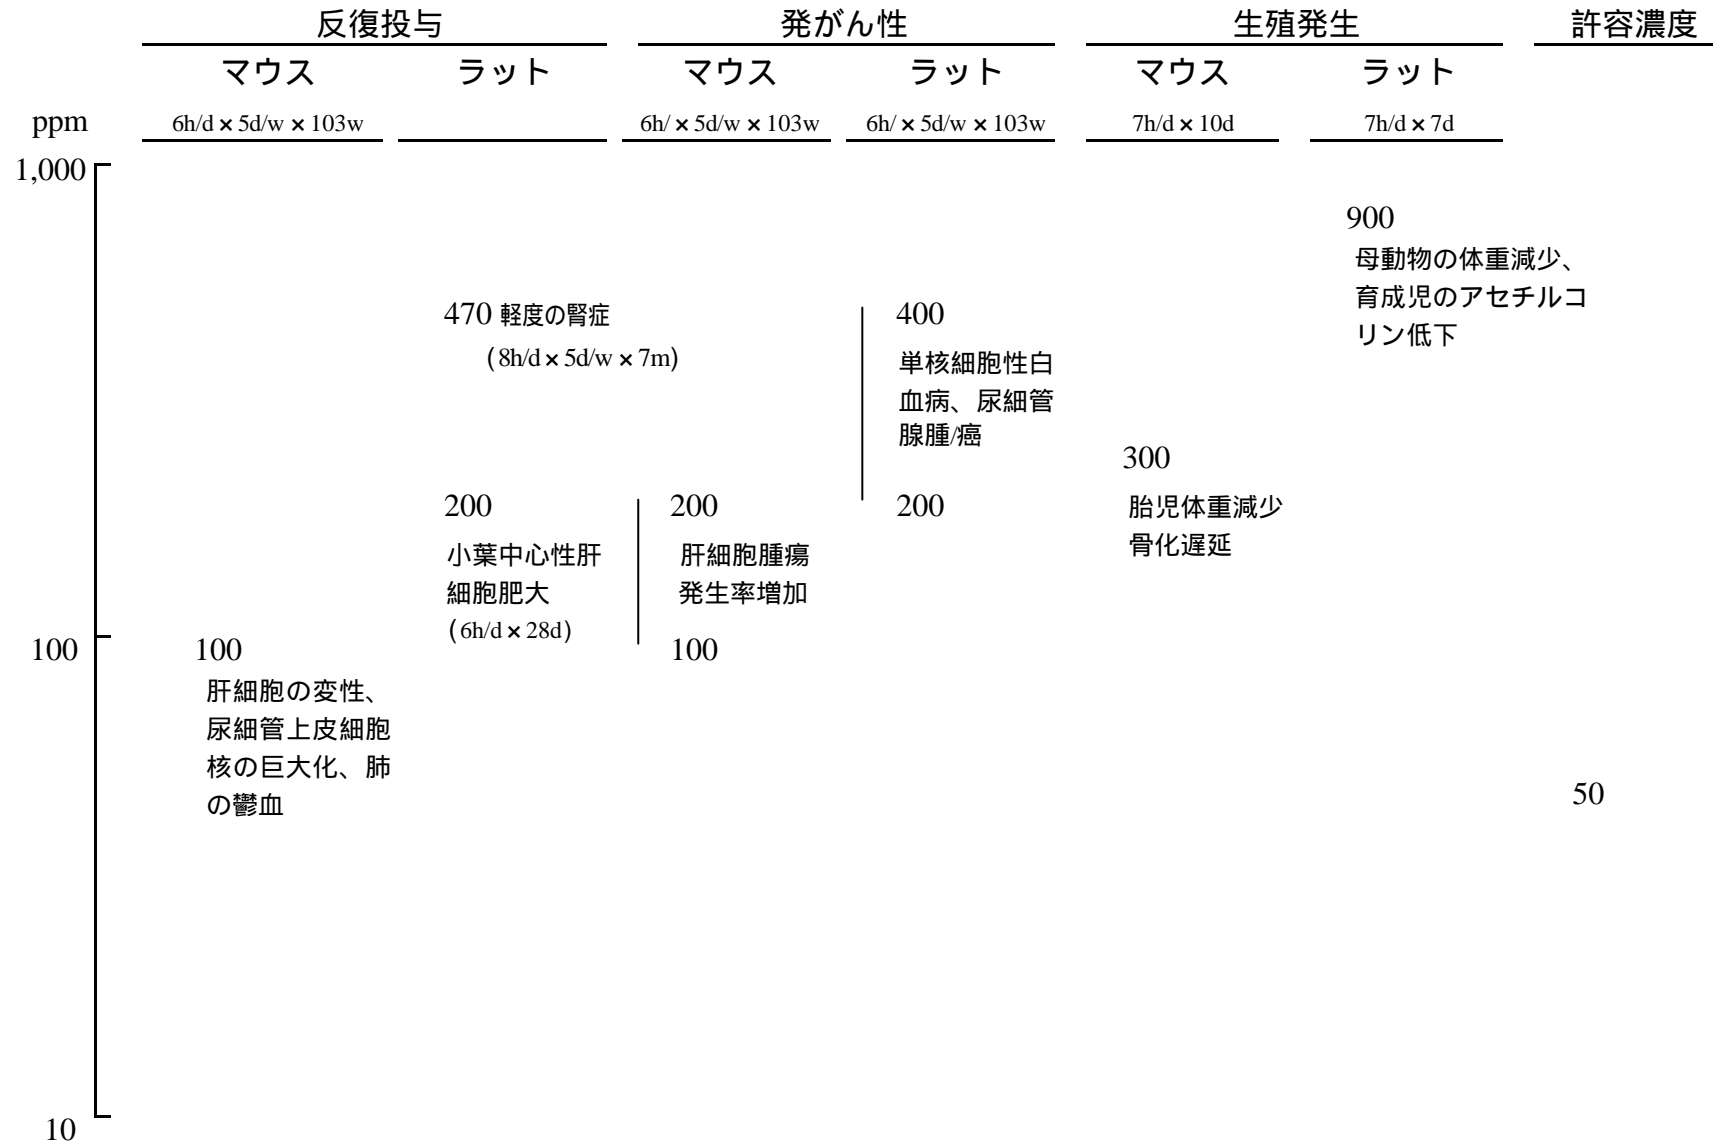 反復投与 発がん性 生殖発生 許容濃度
マウス ラット マウス ラット マウス ラット
ppm 6h/d×5d/w×103w 6h/×5d/w×103w 6h/×5d/w×103w 7h/d×10d 7h/d×7d
1,000
900
母動物の体重減少、
育成児のアセチルコ
リン低下
470 軽度の腎症
(8h/d×5d/w×7m)
400
単核細胞性白
血病、尿細管
腺腫/癌
200
300
胎児体重減少
骨化遅延
200
小葉中心性肝
細胞肥大
(6h/d×28d)
200
肝細胞腫瘍
発生率増加
100
100
100
肝細胞の変性、
尿細管上皮細胞
核の巨大化、肺
の鬱血
50
10